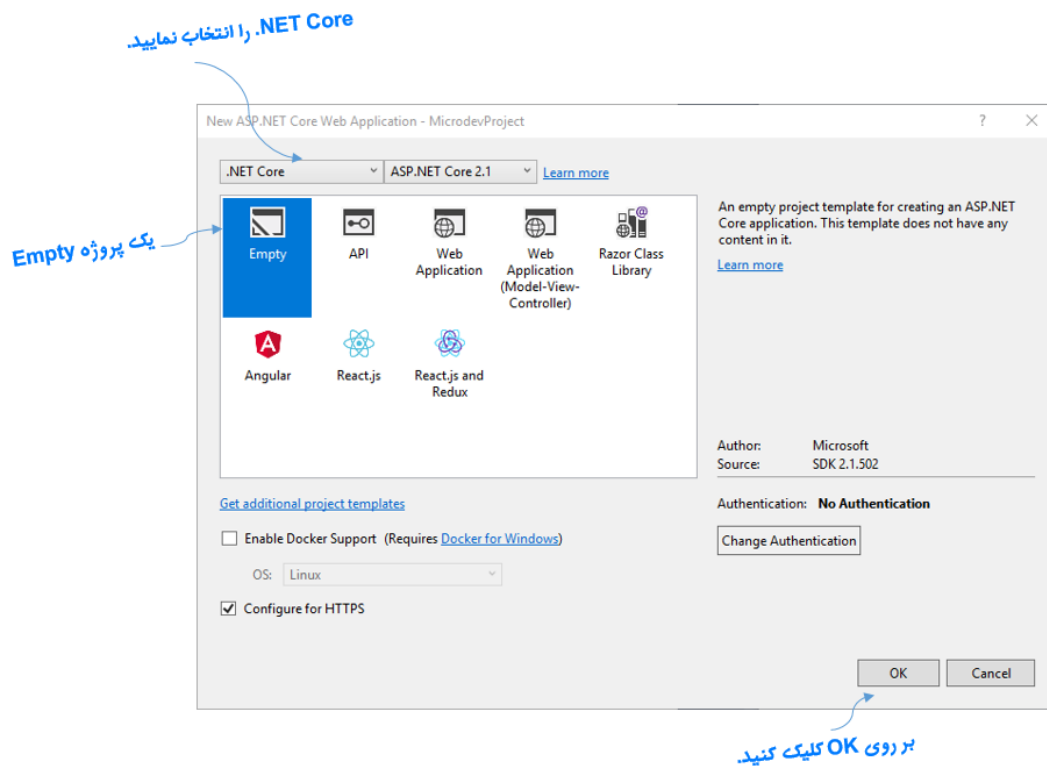 .NET Core را انتخاب نمایید.
New ASP.NET Core Web Application - MicrodevProject
.NET Core
ASP.NET Core 2.1
Learn more
یک پروژه Empty
Empty
API
Web
Application
Web
Application
(Model-View-
Controller)
Razor Class
Library
Angular
React.js
React.js and
Redux
An empty project template for creating an ASP.NET
Core application. This template does not have any
content in it.
Learn more
Author: Microsoft
Source: SDK 2.1.502
Get additional project templates
Authentication: No Authentication
Change Authentication
Enable Docker Support (Requires Docker for Windows)
OS: Linux
Configure for HTTPS
OK
Cancel
بر روی OK کلیک کنید.